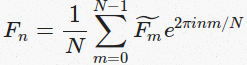 F_n = \frac{1}{N} \sum_{m=0}^{N-1} \widetilde{F_m} e^{2\pi i n m / N}